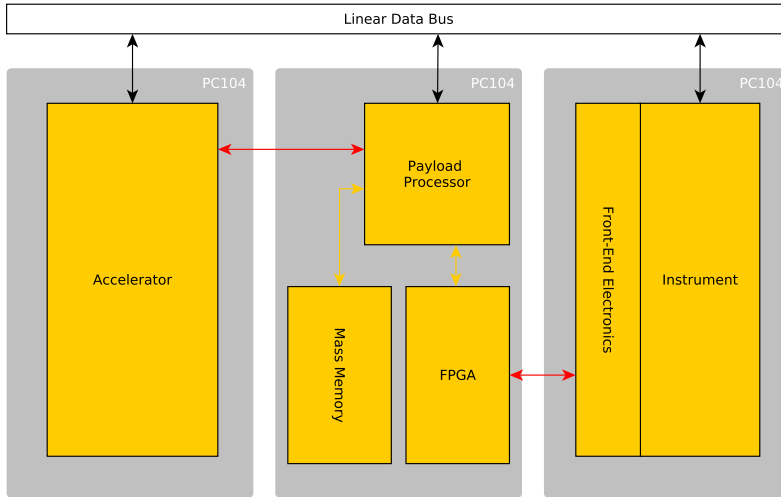 Linear Data Bus
PC104
PC104
PC104
Accelerator
Payload
Processor
Mass Memory
FPGA
Front-End Electronics
Instrument